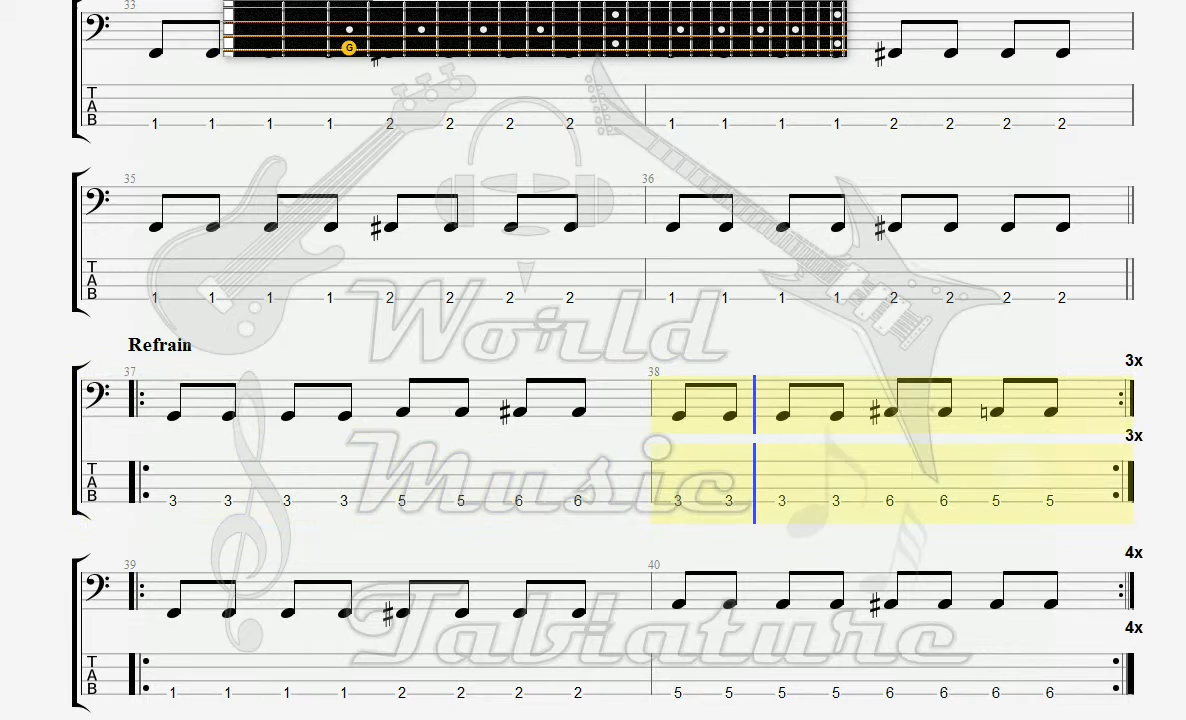 33
G
T
A
B
1 1 1 1 2 2 2 2 1 1 1 1 2 2 2 2
35 36
T
A
B
1 1 1 1 2 2 2 2 1 1 1 1 2 2 2 2
World
Refrain
3x
37 38
3x
Music
T
A
B
3 3 3 3 5 5 6 6 3 3 3 3 6 6 5 5
4x
39 40
Tablature
4x
T
A
B
1 1 1 1 2 2 2 2 5 5 5 5 6 6 6 6